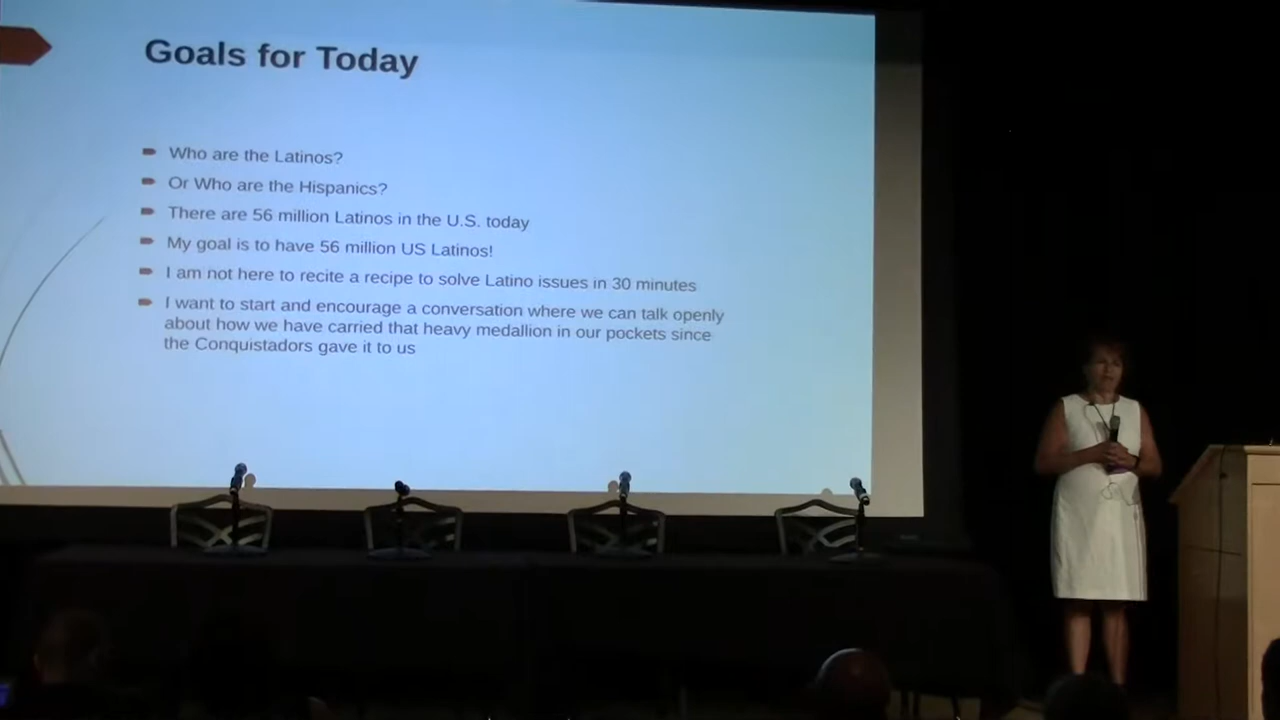 Goals for Today
Who are the Latinos?
Or Who are the Hispanics?
There are 56 million Latinos in the U.S. today
My goal is to have 56 million US Latinos!
I am not here to recite a recipe to solve Latino issues in 30 minutes
I want to start and encourage a conversation where we can talk openly
about how we have carried that heavy medallion in our pockets since
the Conquistadors gave it to us